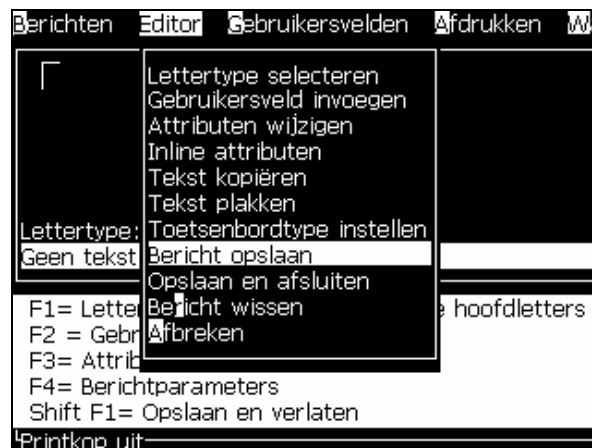 Berichten Editor Gebruikersvelden Afdrukken
Lettertype selecteren
Gebruikersveld invoegen
Attributen wijzigen
Inline attributen
Tekst kopiëren
Tekst plakken
Toetsenbordtype instellen
Bericht opslaan
Opslaan en afsluiten
Bericht wissen
Afbreken
Lettertype:
Geen tekst
F1= Letter hoofdletters
F2 = Gebr
F3= Attrib
F4= Berichtparameters
Shift F1= Opslaan en verlaten
Printkop uit